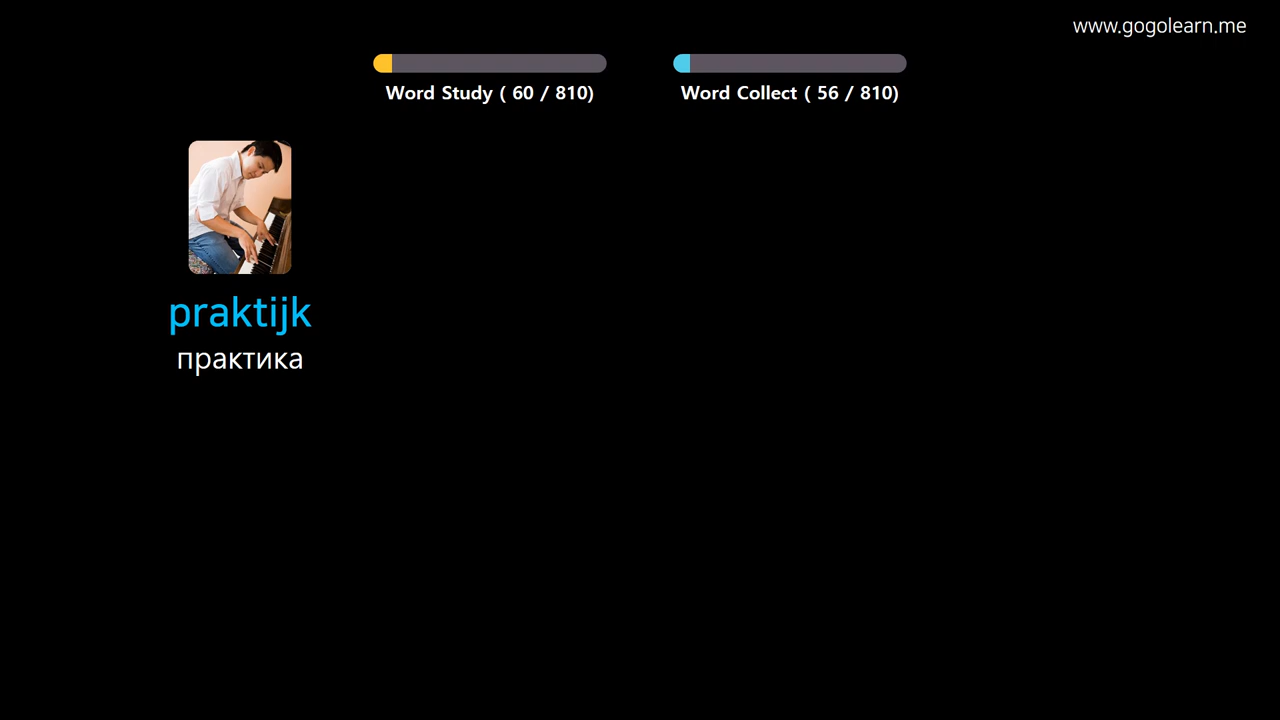 www.gogolearn.me
Word Study ( 60 / 810)
Word Collect ( 56 / 810)
praktijk
практика